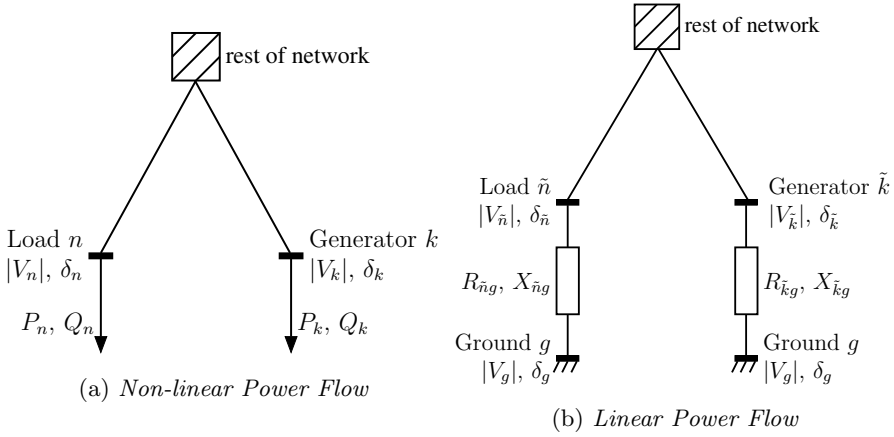 rest of network
Load n
|V_n|, δ_n
Generator k
|V_k|, δ_k
P_n, Q_n
P_k, Q_k
(a) Non-linear Power Flow
rest of network
Load ñ
|V_ñ|, δ_ñ
Generator k̃
|V_k̃|, δ_k̃
R_ñg, X_ñg
R_k̃g, X_k̃g
Ground g
|V_g|, δ_g
Ground g
|V_g|, δ_g
(b) Linear Power Flow